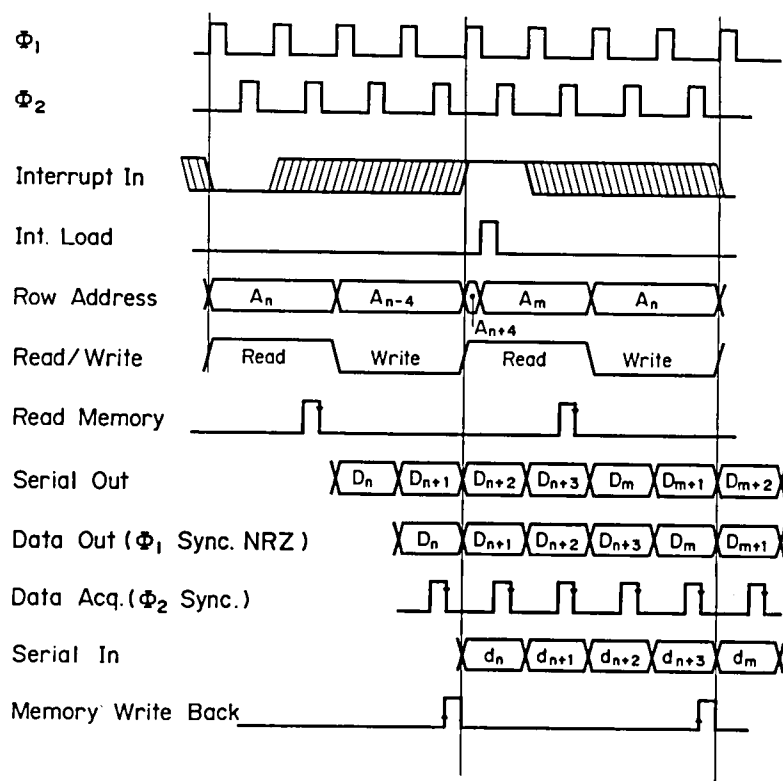 Φ₁
Φ₂
Interrupt In
Int. Load
Row Address Aₙ Aₙ₋₄ Aₘ Aₙ
Aₙ₊₄
Read/Write Read Write Read Write
Read Memory
Serial Out Dₙ Dₙ₊₁ Dₙ₊₂ Dₙ₊₃ Dₘ Dₘ₊₁ Dₘ₊₂
Data Out (Φ₁ Sync. NRZ) Dₙ Dₙ₊₁ Dₙ₊₂ Dₙ₊₃ Dₘ Dₘ₊₁
Data Acq. (Φ₂ Sync.)
Serial In dₙ dₙ₊₁ dₙ₊₂ dₙ₊₃ dₘ
Memory Write Back